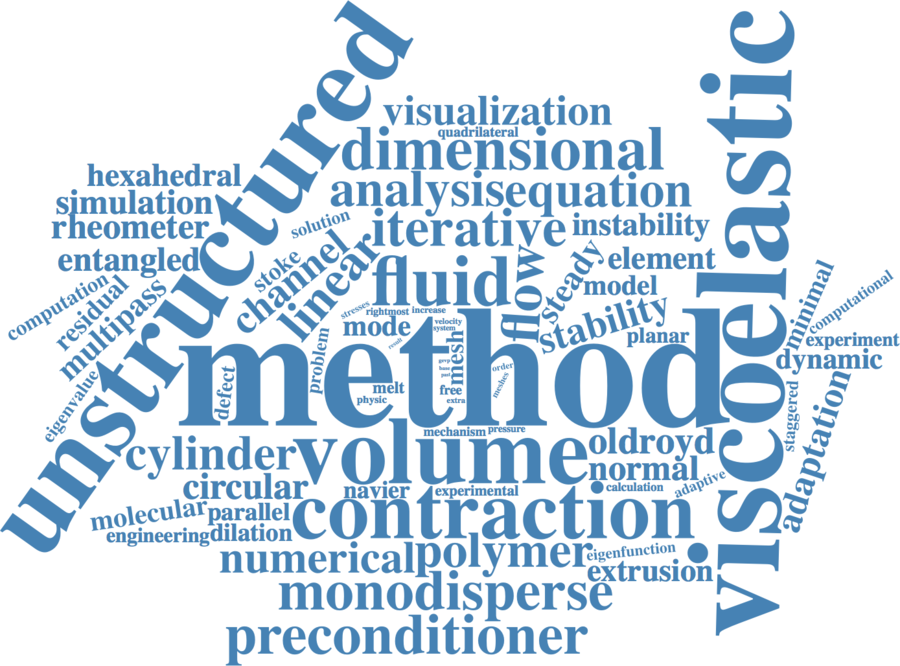 unstructured
viscoelastic
visualization
quadrilateral
dimensional
hexahedral
analysis
equation
simulation
solution
iterative
instability
rheometer
entangled
stoke
channel
linear
fluid
flow
steady
element
model
computation
residual
multipass
stresses
rightmost
increase
mode
velocity
system
stability
planar
minimal
computational
experiment
dynamic
method
result
mesh
problem
order
meshes
melt
free
physic
extra
defect
eigenvalue
staggered
adaptation
mechanism
pressure
cylinder
volume
oldroyd
normal
circular
navier
experimental
calculation
adaptive
molecular
parallel
contraction
engineering
dilation
numerical
polymer
eigenfunction
extrusion
monodisperse
preconditioner